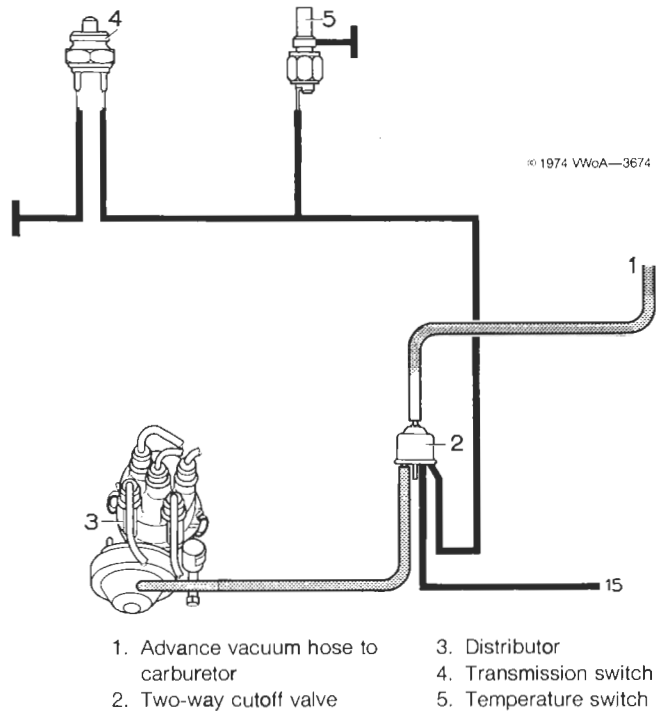 4
5
© 1974 VWoA—3674
1
2
3
15
1. Advance vacuum hose to
carburetor
2. Two-way cutoff valve
3. Distributor
4. Transmission switch
5. Temperature switch